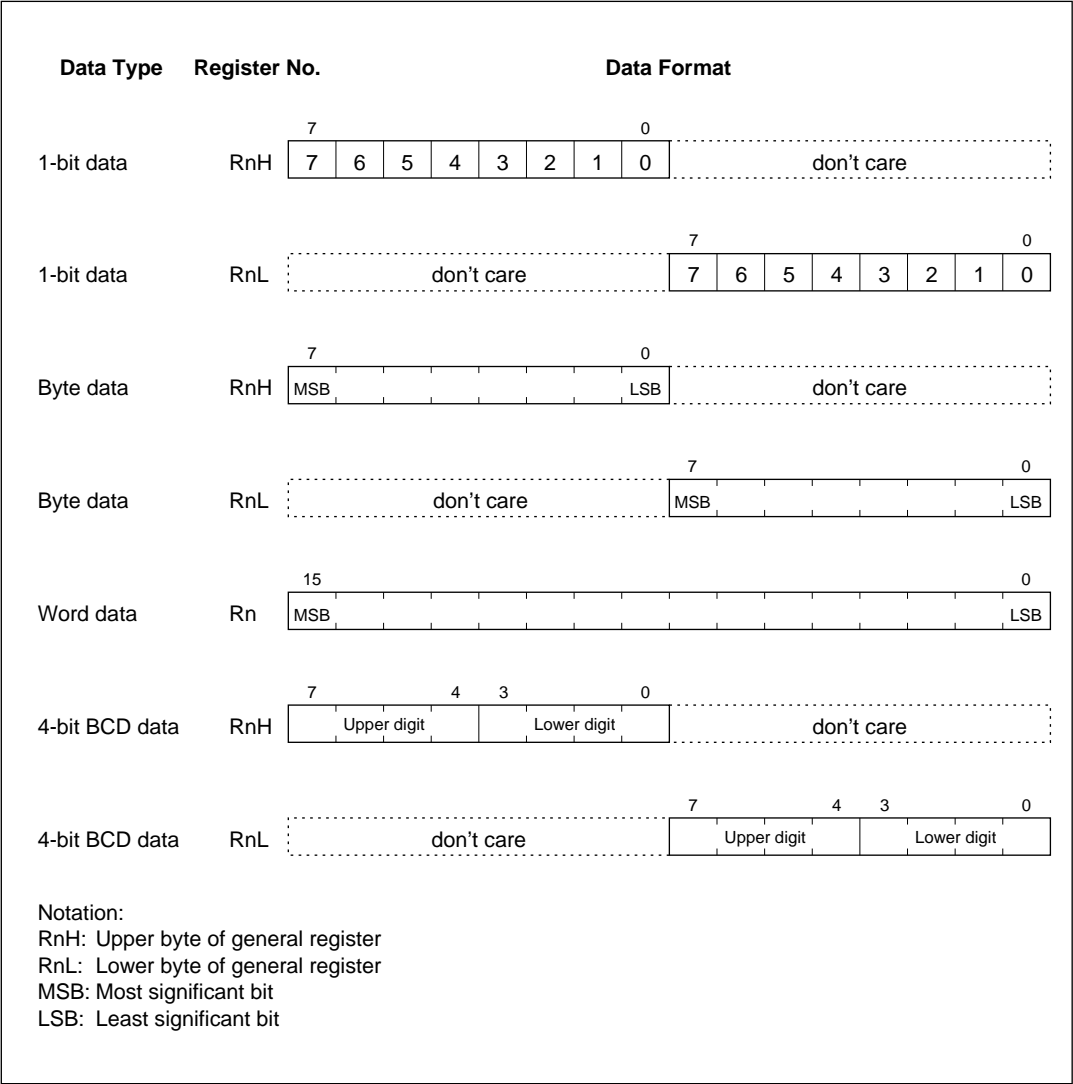 Data Type Register No. Data Format
7 0
1-bit data RnH 7 6 5 4 3 2 1 0 don't care
7 0
1-bit data RnL don't care 7 6 5 4 3 2 1 0
7 0
Byte data RnH MSB LSB don't care
7 0
Byte data RnL don't care MSB LSB
15 0
Word data Rn MSB LSB
7 4 3 0
4-bit BCD data RnH Upper digit Lower digit don't care
7 4 3 0
4-bit BCD data RnL don't care Upper digit Lower digit
Notation:
RnH: Upper byte of general register
RnL: Lower byte of general register
MSB: Most significant bit
LSB: Least significant bit